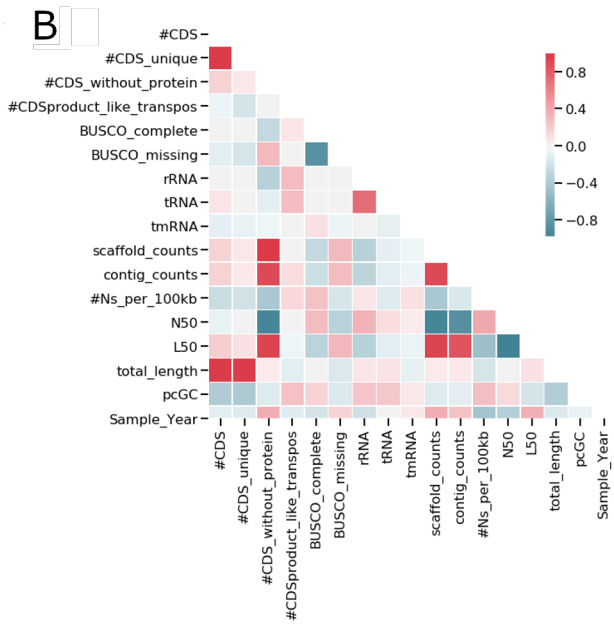 B
#CDS
#CDS_unique
#CDS_without_protein
#CDSproduct_like_transpos
BUSCO_complete
BUSCO_missing
rRNA
tRNA
tmRNA
scaffold_counts
contig_counts
#Ns_per_100kb
N50
L50
total_length
pcGC
Sample_Year
0.8
0.4
0.0
−0.4
−0.8
#CDS
#CDS_unique
#CDS_without_protein
#CDSproduct_like_transpos
BUSCO_complete
BUSCO_missing
rRNA
tRNA
tmRNA
scaffold_counts
contig_counts
#Ns_per_100kb
N50
L50
total_length
pcGC
Sample_Year